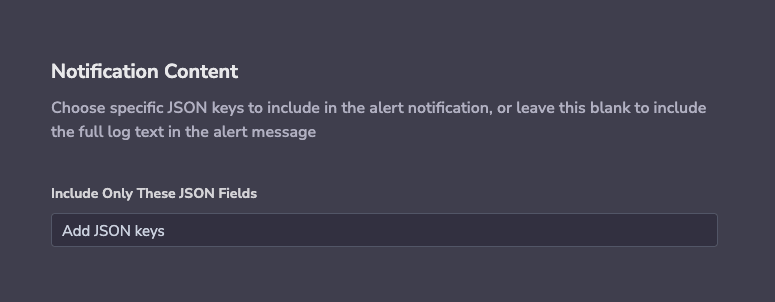 Notification Content
Choose specific JSON keys to include in the alert notification, or leave this blank to include
the full log text in the alert message
Include Only These JSON Fields
Add JSON keys